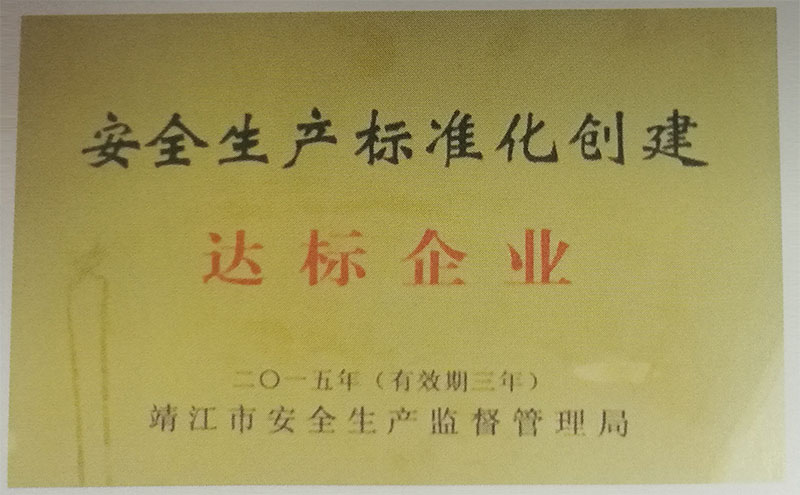 安全生产标准化创建
达标企业
二〇一五年（有效期三年）
靖江市安全生产监督管理局